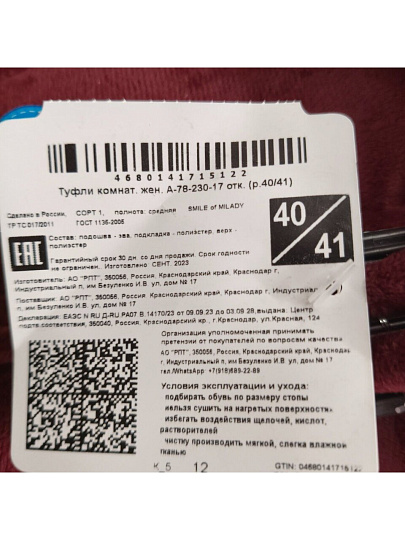 4680141715122
Туфли комнат. жен. А-78-230-17 отк. (р.40/41)
Сделано в России, СОРТ 1, полнота: средняя SMILE of MILADY
ТР ТС 017/2011 ГОСТ 1135-2005
40
41
EAC
Состав: подошва - эва, подкладка - полиэстер, верх -
полиэстер
Гарантийный срок 30 дн. со дня продажи. Срок годности
не ограничен. Изготовлено СЕНТ. 2023
Изготовитель: АО "РПТ", 350056, Россия, Краснодарский край, Краснодар г,
Индустриальный п, им Безуленко И.В. ул, дом № 17
Поставщик: АО "РПТ", 350056, Россия, Краснодарский край, Краснодар г, Индустриальн
п, им Безуленко И.В. ул, дом № 17
Декларация: ЕАЭС N RU Д-RU.РА07.В.14170/23 от 09.09.23 до 03.09.28,выдана. Центр
подтв.соответствия, 350040, Россия, Краснодарский кр., г.Краснодар, ул.Красная, 124
Организация уполномоченная принимать
претензии от покупателей по вопросам качества
АО "РПТ", 350056, Россия, Краснодарский край, Краснодар
г, Индустриальный п, им Безуленко И.В. ул, дом № 17
тел./WhatsApp: +7(918)689-22-89
Условия эксплуатации и ухода:
подбирать обувь по размеру стопы
нельзя сушить на нагретых поверхностях
избегать воздействия щелочей, кислот,
растворителей
чистку производить мягкой, слегка влажной
тканью
К_5 12 GTIN: 0468014171512